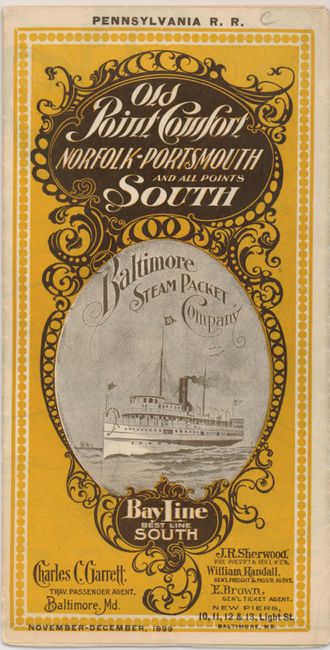 PENNSYLVANIA R. R.
Old
Point Comfort
NORFOLK-PORTSMOUTH
AND ALL POINTS
SOUTH
Baltimore
STEAM PACKET
Company
Bay Line
BEST LINE
SOUTH
Charles C. Garrett.
TRAV. PASSENGER AGENT,
Baltimore, Md.
J.R. Sherwood,
VICE PRES'T & GEN'L M'G'R.
William Randall,
GEN'L FREIGHT & PASS'R AGENT.
E. Brown,
GEN'L TICKET AGENT.
NEW PIERS,
10, 11, 12 & 13, Light St.
BALTIMORE, MD.
NOVEMBER-DECEMBER, 1899